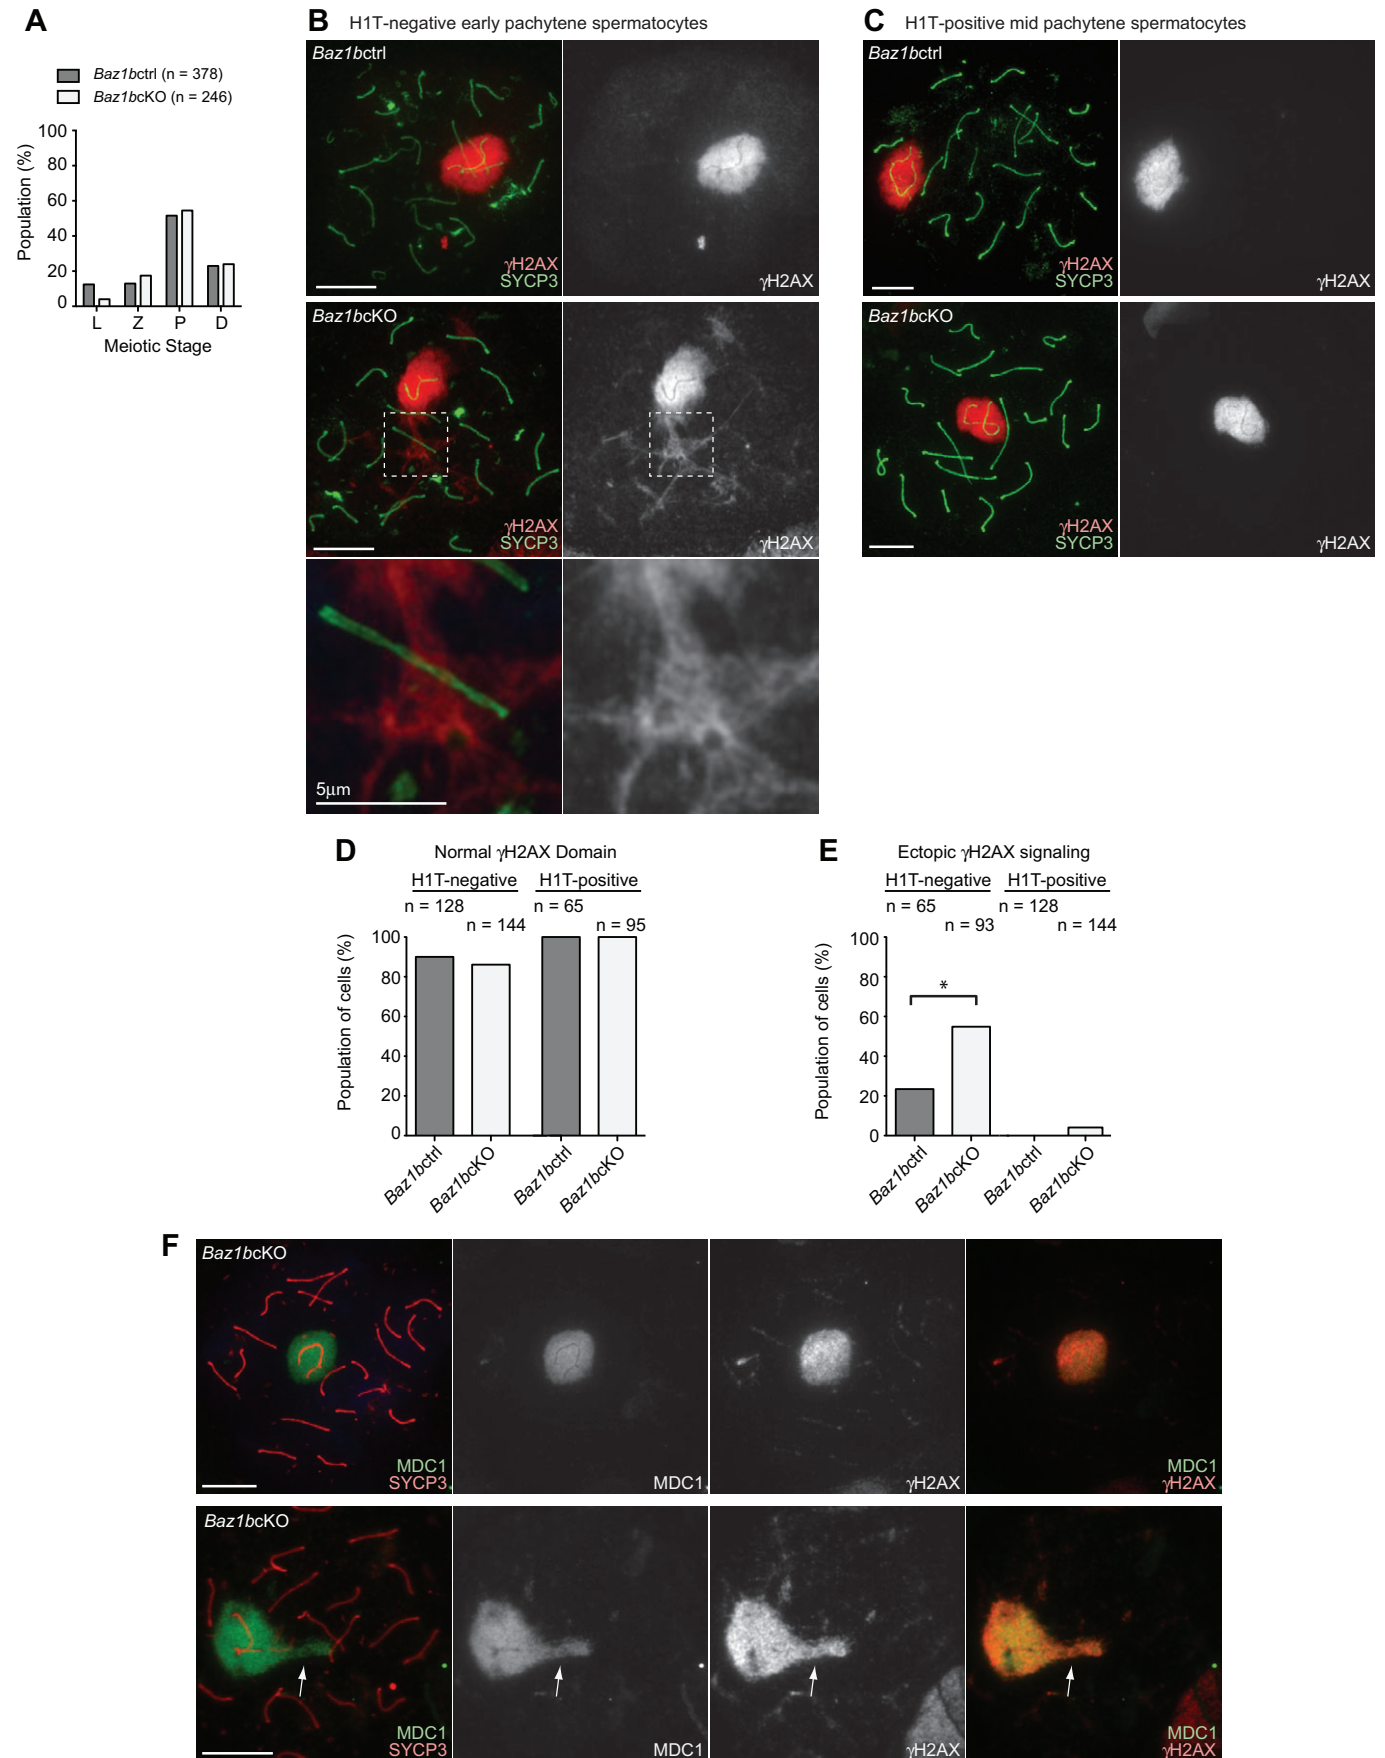 A
Baz1bctrl (n = 378)
Baz1bcKO (n = 246)
Population (%)
100
80
60
40
20
0
L Z P D
Meiotic Stage
B H1T-negative early pachytene spermatocytes
Baz1bctrl
γH2AX
SYCP3
γH2AX
Baz1bcKO
γH2AX
SYCP3
γH2AX
5μm
C H1T-positive mid pachytene spermatocytes
Baz1bctrl
γH2AX
SYCP3
γH2AX
Baz1bcKO
γH2AX
SYCP3
γH2AX
D Normal γH2AX Domain
H1T-negative H1T-positive
n = 128 n = 65
n = 144 n = 95
Population of cells (%)
100
80
60
40
20
0
Baz1bctrl Baz1bcKO Baz1bctrl Baz1bcKO
E Ectopic γH2AX signaling
H1T-negative H1T-positive
n = 65 n = 128
n = 93 n = 144
Population of cells (%)
100
80
60
40
20
0
*
Baz1bctrl Baz1bcKO Baz1bctrl Baz1bcKO
F
Baz1bcKO
MDC1
SYCP3
MDC1
γH2AX
MDC1
γH2AX
Baz1bcKO
MDC1
SYCP3
MDC1
γH2AX
MDC1
γH2AX